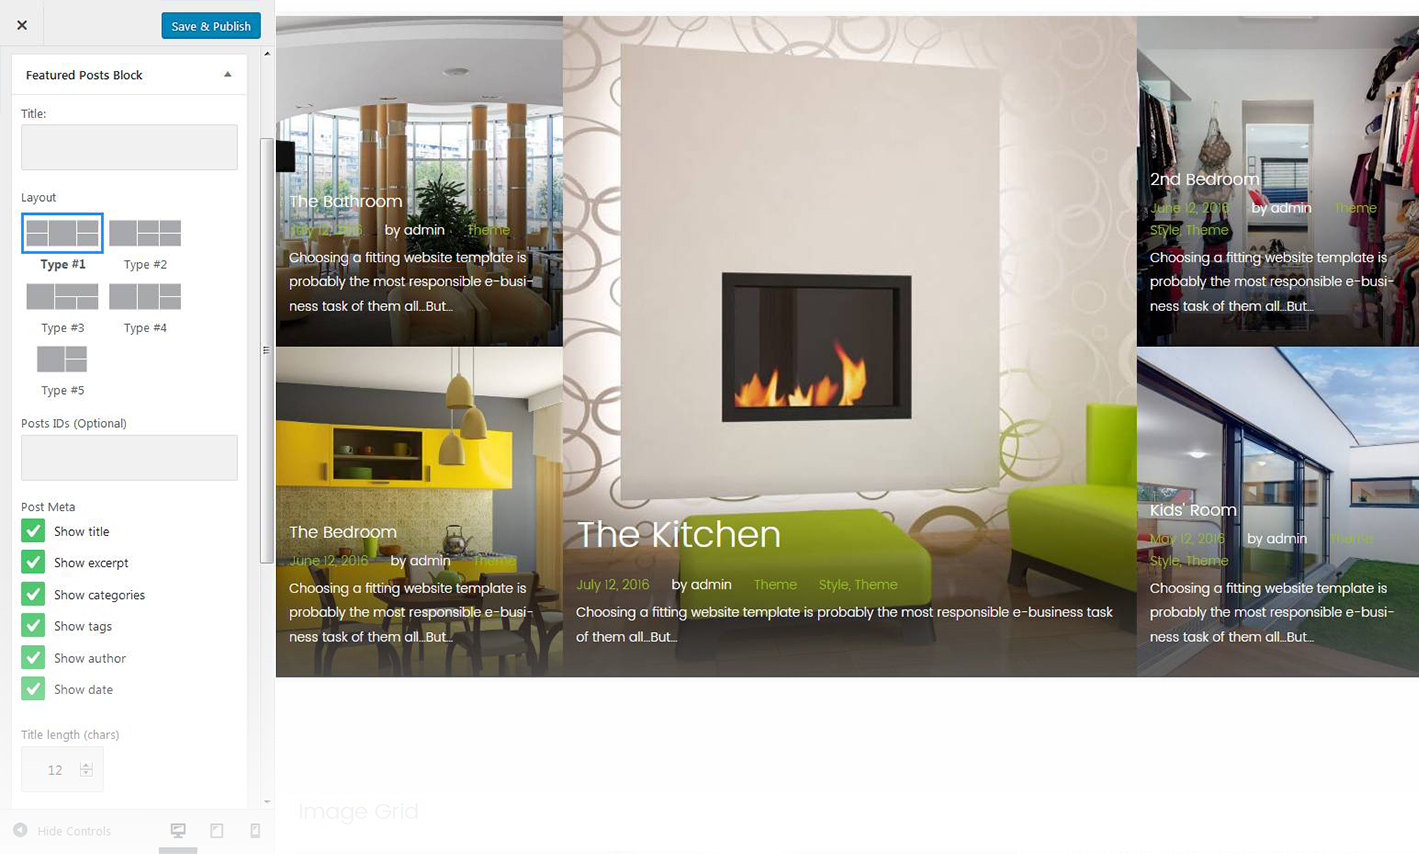 Save & Publish
Featured Posts Block
Title:
Layout
Type #1
Type #2
Type #3
Type #4
Type #5
Posts IDs (Optional)
Post Meta
Show title
Show excerpt
Show categories
Show tags
Show author
Show date
Title length (chars)
12
Hide Controls
The Bathroom
July 12, 2016 by admin Theme
Choosing a fitting website template is
probably the most responsible e-busi-
ness task of them all...But...
The Bedroom
June 12, 2016 by admin Theme
Choosing a fitting website template is
probably the most responsible e-busi-
ness task of them all...But...
The Kitchen
July 12, 2016 by admin Theme Style, Theme
Choosing a fitting website template is probably the most responsible e-business task
of them all...But...
2nd Bedroom
June 12, 2016 by admin Theme
Style, Theme
Choosing a fitting website template is
probably the most responsible e-busi-
ness task of them all...But...
Kids' Room
May 12, 2016 by admin Theme
Style, Theme
Choosing a fitting website template is
probably the most responsible e-busi-
ness task of them all...But...
Image Grid